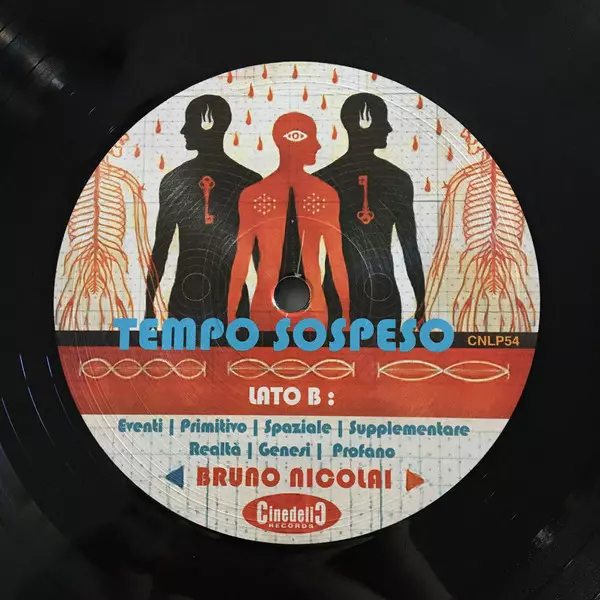 TEMPO SOSPESO
CNLP54
LATO B :
Eventi | Primitivo | Spaziale | Supplementare
Realtà | Genesi | Profano
BRUNO NICOLAI
Cinedelic
RECORDS